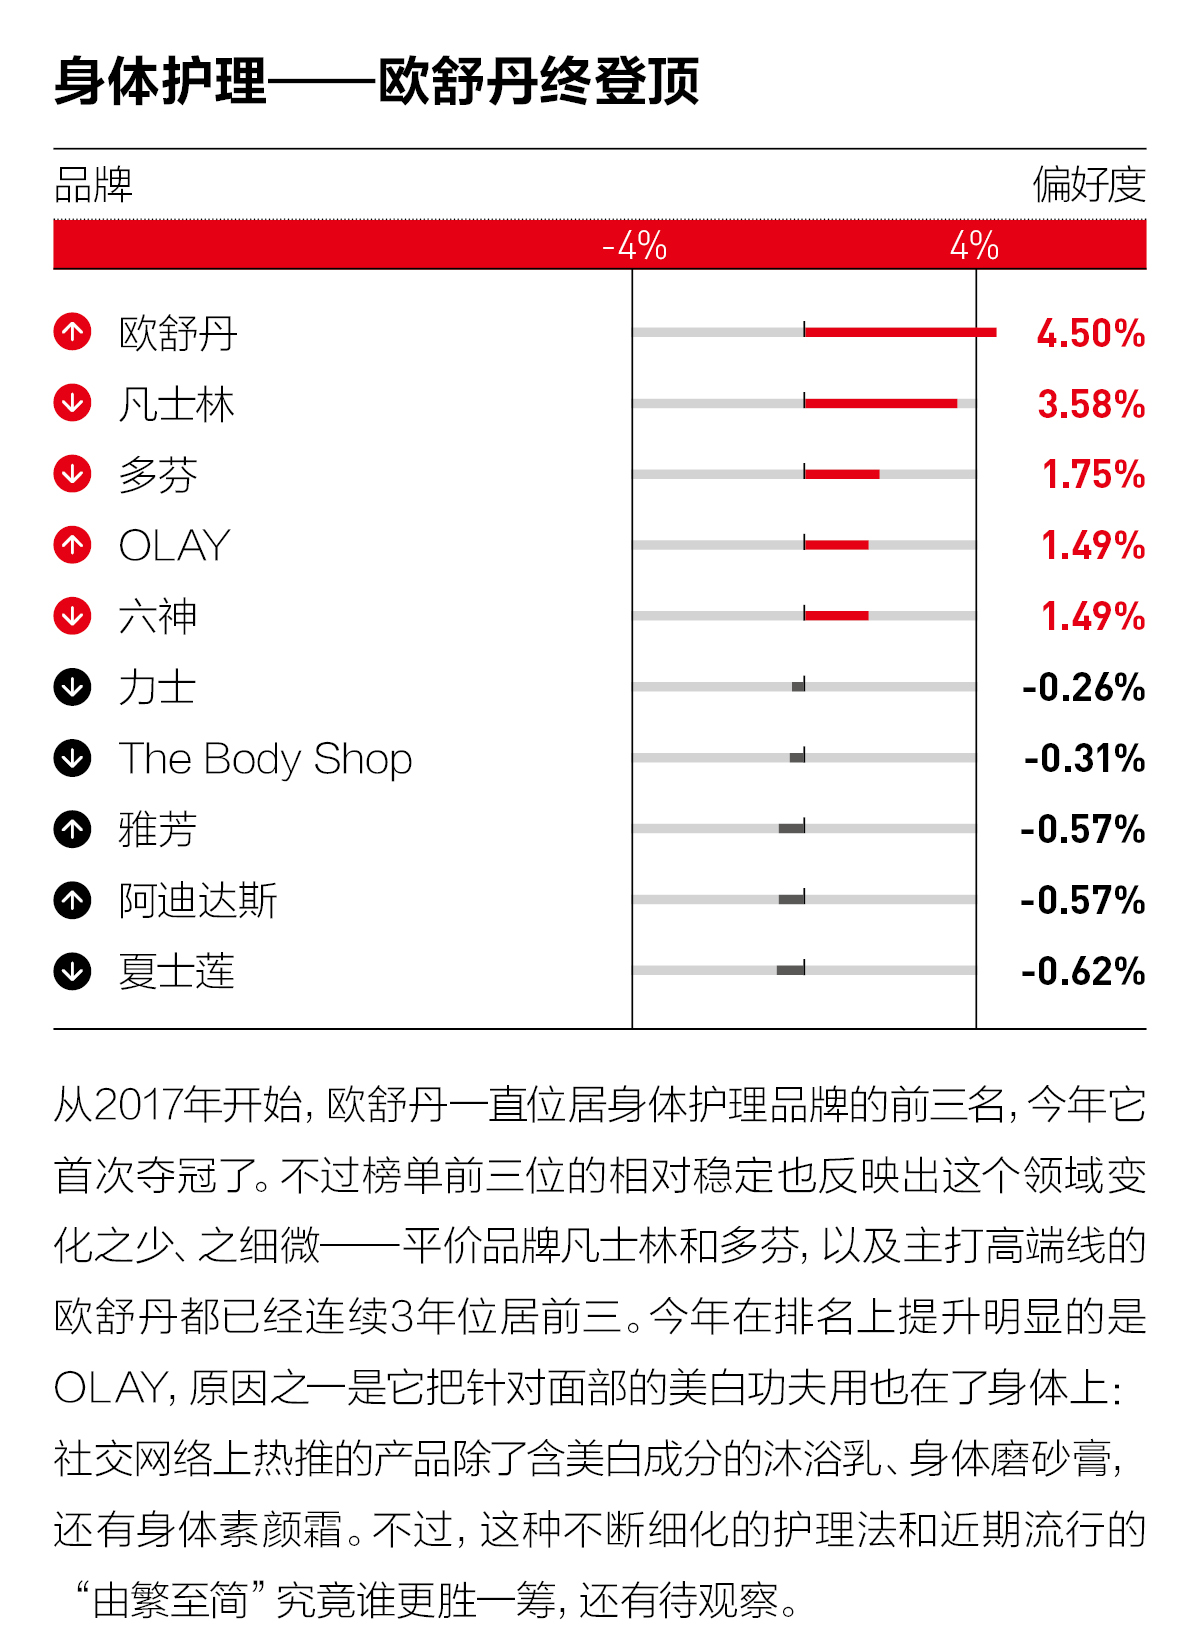 身体护理——欧舒丹终登顶
品牌 偏好度
-4% 4%
欧舒丹 4.50%
凡士林 3.58%
多芬 1.75%
OLAY 1.49%
六神 1.49%
力士 -0.26%
The Body Shop -0.31%
雅芳 -0.57%
阿迪达斯 -0.57%
夏士莲 -0.62%
从2017年开始，欧舒丹一直位居身体护理品牌的前三名，今年它
首次夺冠了。不过榜单前三位的相对稳定也反映出这个领域变
化之少、之细微——平价品牌凡士林和多芬，以及主打高端线的
欧舒丹都已经连续3年位居前三。今年在排名上提升明显的是
OLAY，原因之一是它把针对面部的美白功夫用也在了身体上：
社交网络上热推的产品除了含美白成分的沐浴乳、身体磨砂膏，
还有身体素颜霜。不过，这种不断细化的护理法和近期流行的
“由繁至简”究竟谁更胜一筹，还有待观察。